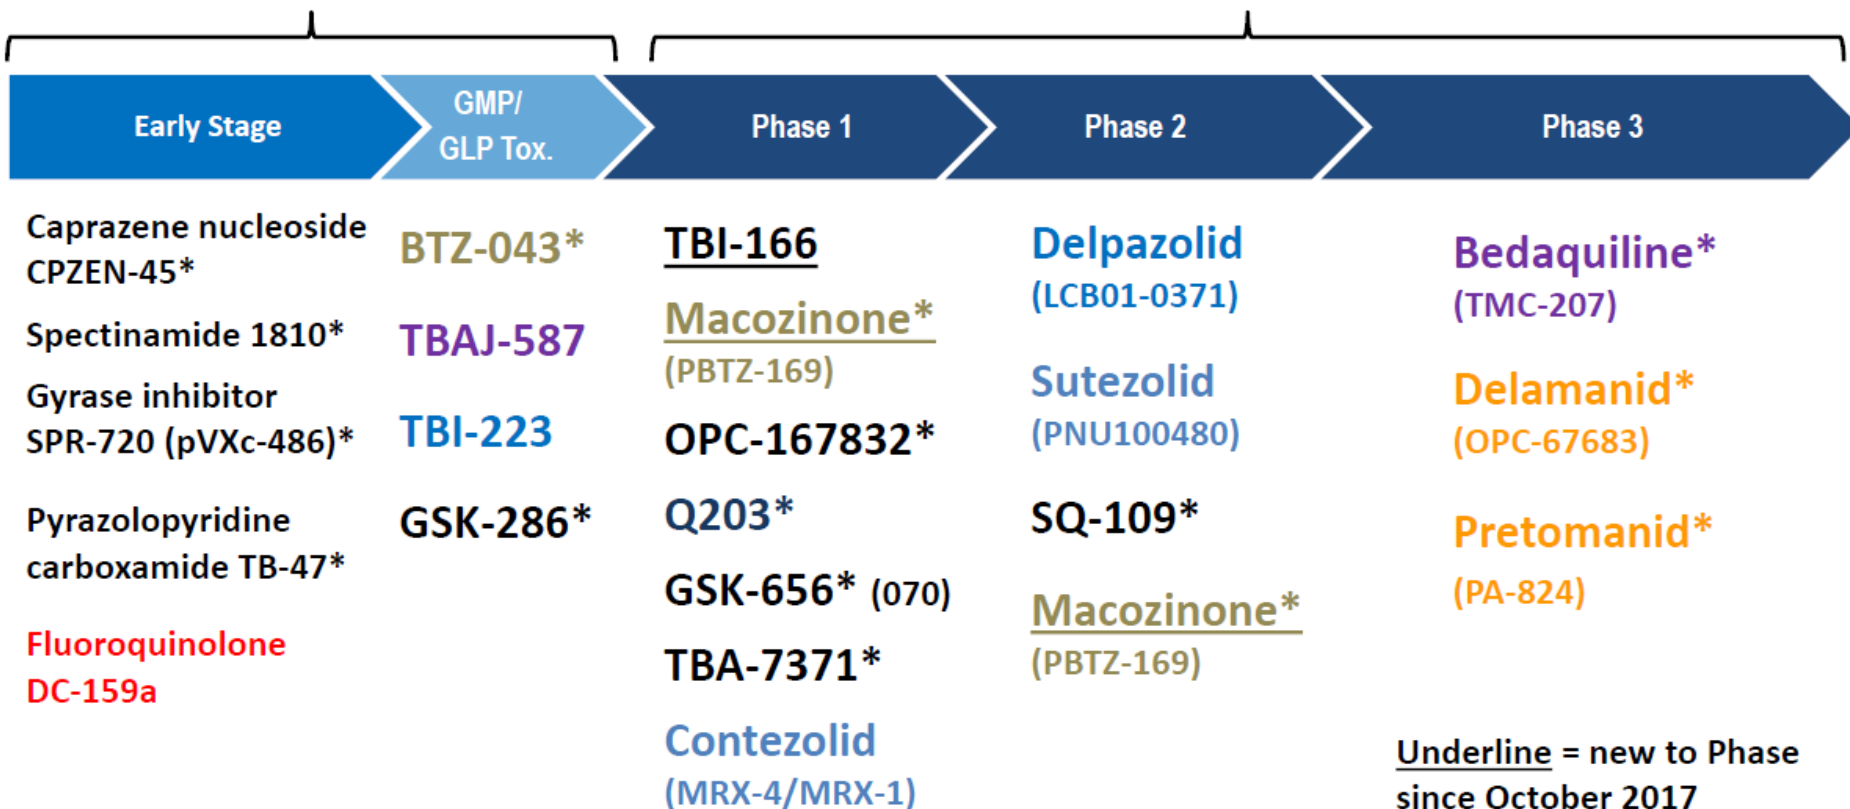 Early Stage
GMP/
GLP Tox.
Phase 1
Phase 2
Phase 3
Caprazene nucleoside
CPZEN-45*
Spectinamide 1810*
Gyrase inhibitor
SPR-720 (pVXc-486)*
Pyrazolopyridine
carboxamide TB-47*
Fluoroquinolone
DC-159a
BTZ-043*
TBAJ-587
TBI-223
GSK-286*
TBI-166
Macozinone*
(PBTZ-169)
OPC-167832*
Q203*
GSK-656* (070)
TBA-7371*
Contezolid
(MRX-4/MRX-1)
Delpazolid
(LCB01-0371)
Sutezolid
(PNU100480)
SQ-109*
Macozinone*
(PBTZ-169)
Bedaquiline*
(TMC-207)
Delamanid*
(OPC-67683)
Pretomanid*
(PA-824)
Underline = new to Phase
since October 2017